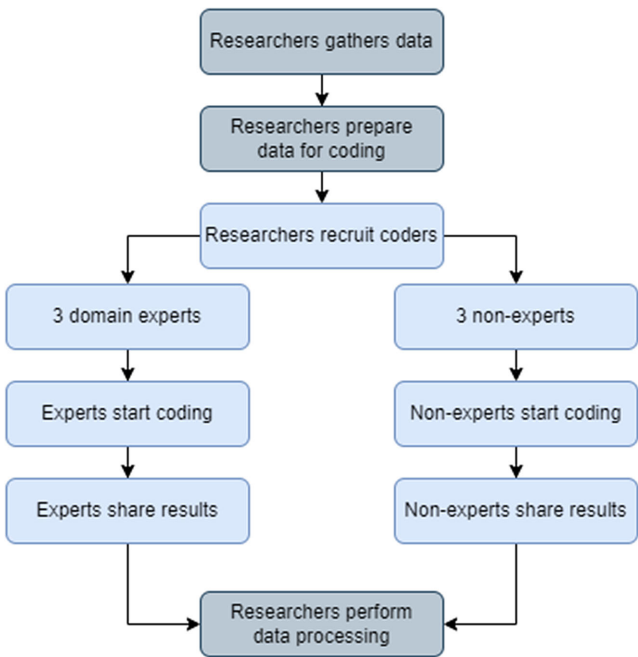 Researchers gathers data
Researchers prepare
data for coding
Researchers recruit coders
3 domain experts
3 non-experts
Experts start coding
Non-experts start coding
Experts share results
Non-experts share results
Researchers perform
data processing